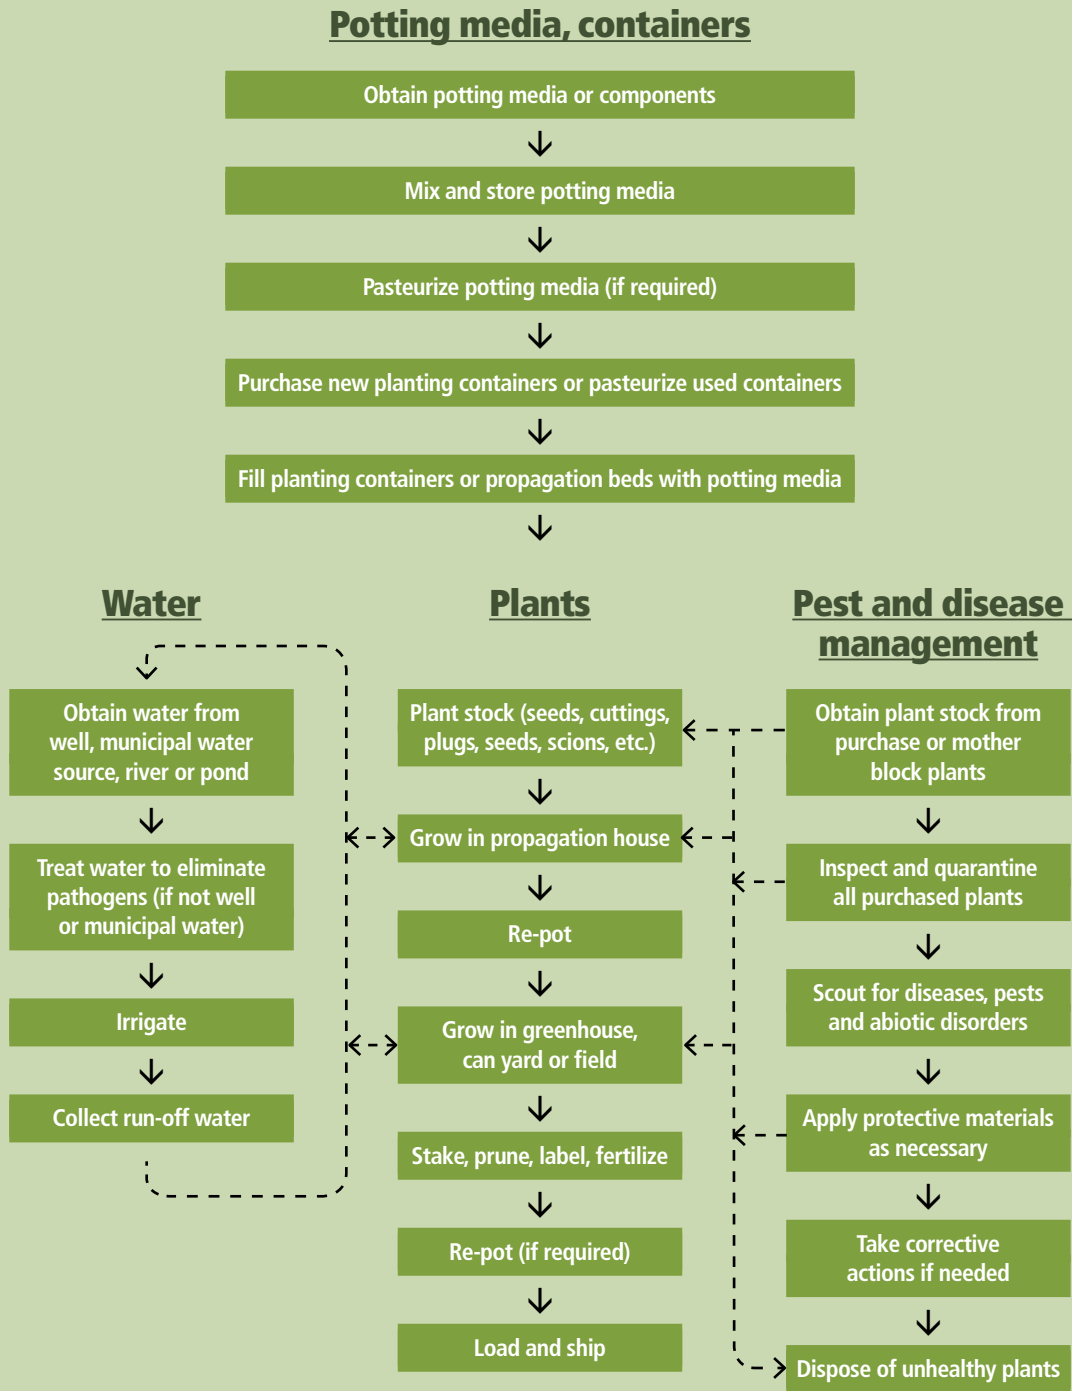 Potting media, containers
Obtain potting media or components
Mix and store potting media
Pasteurize potting media (if required)
Purchase new planting containers or pasteurize used containers
Fill planting containers or propagation beds with potting media
Water
Obtain water from
well, municipal water
source, river or pond
Treat water to eliminate
pathogens (if not well
or municipal water)
Irrigate
Collect run-off water
Plants
Plant stock (seeds, cuttings,
plugs, seeds, scions, etc.)
Grow in propagation house
Re-pot
Grow in greenhouse,
can yard or field
Stake, prune, label, fertilize
Re-pot (if required)
Load and ship
Pest and disease
management
Obtain plant stock from
purchase or mother
block plants
Inspect and quarantine
all purchased plants
Scout for diseases, pests
and abiotic disorders
Apply protective materials
as necessary
Take corrective
actions if needed
Dispose of unhealthy plants